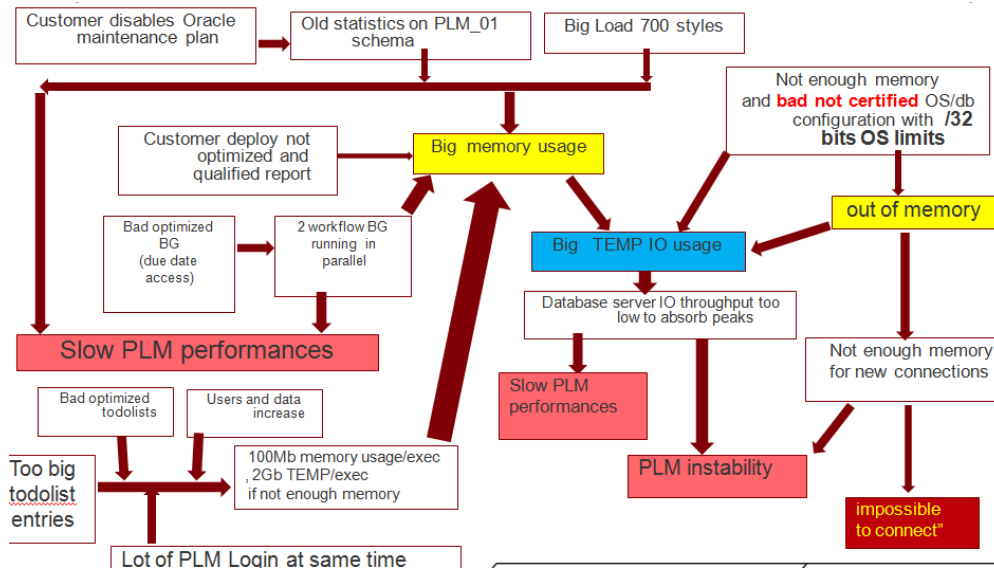 Customer disables Oracle
maintenance plan
Old statistics on PLM_01
schema
Big Load 700 styles
Not enough memory
and bad not certified OS/db
configuration with /32
bits OS limits
Customer deploy not
optimized and
qualified report
Big memory usage
out of memory
Bad optimized
BG
(due date
access)
2 workflow BG
running in
parallel
Big TEMP IO usage
Database server IO throughput too
low to absorb peaks
Slow PLM performances
Not enough memory
for new connections
Slow PLM
performances
Bad optimized
todolists
Users and data
increase
100Mb memory usage/exec
, 2Gb TEMP/exec
if not enough memory
PLM instability
Too big
todolist
entries
impossible
to connect”
Lot of PLM Login at same time